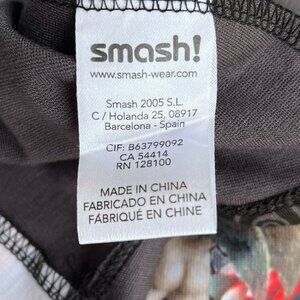 smash!
www.smash-wear.com
Smash 2005 S.L.
C / Holanda 25, 08917
Barcelona - Spain
CIF: B63799092
CA 54414
RN 128100
MADE IN CHINA
FABRICADO EN CHINA
FÁBRIQUÉ EN CHINE